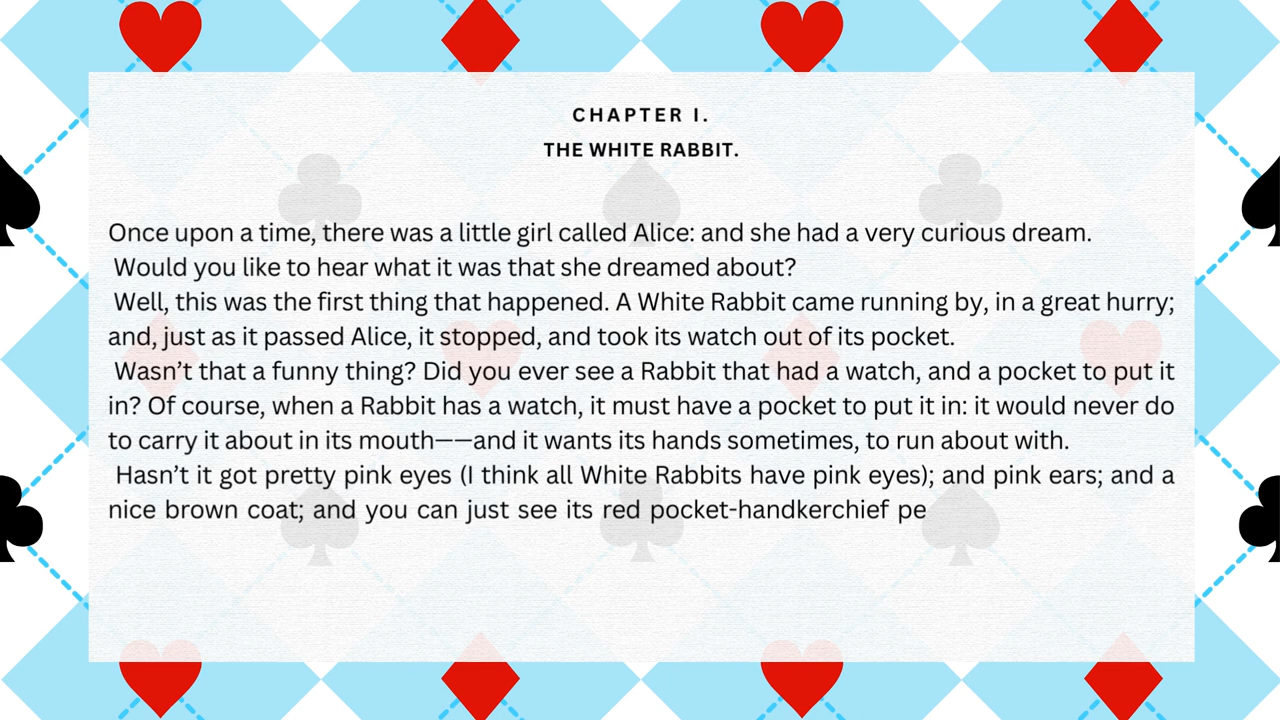 CHAPTER I.
THE WHITE RABBIT.
Once upon a time, there was a little girl called Alice: and she had a very curious dream.
Would you like to hear what it was that she dreamed about?
Well, this was the first thing that happened. A White Rabbit came running by, in a great hurry;
and, just as it passed Alice, it stopped, and took its watch out of its pocket.
Wasn’t that a funny thing? Did you ever see a Rabbit that had a watch, and a pocket to put it
in? Of course, when a Rabbit has a watch, it must have a pocket to put it in: it would never do
to carry it about in its mouth——and it wants its hands sometimes, to run about with.
Hasn’t it got pretty pink eyes (I think all White Rabbits have pink eyes); and pink ears; and a
nice brown coat; and you can just see its red pocket-handkerchief pe